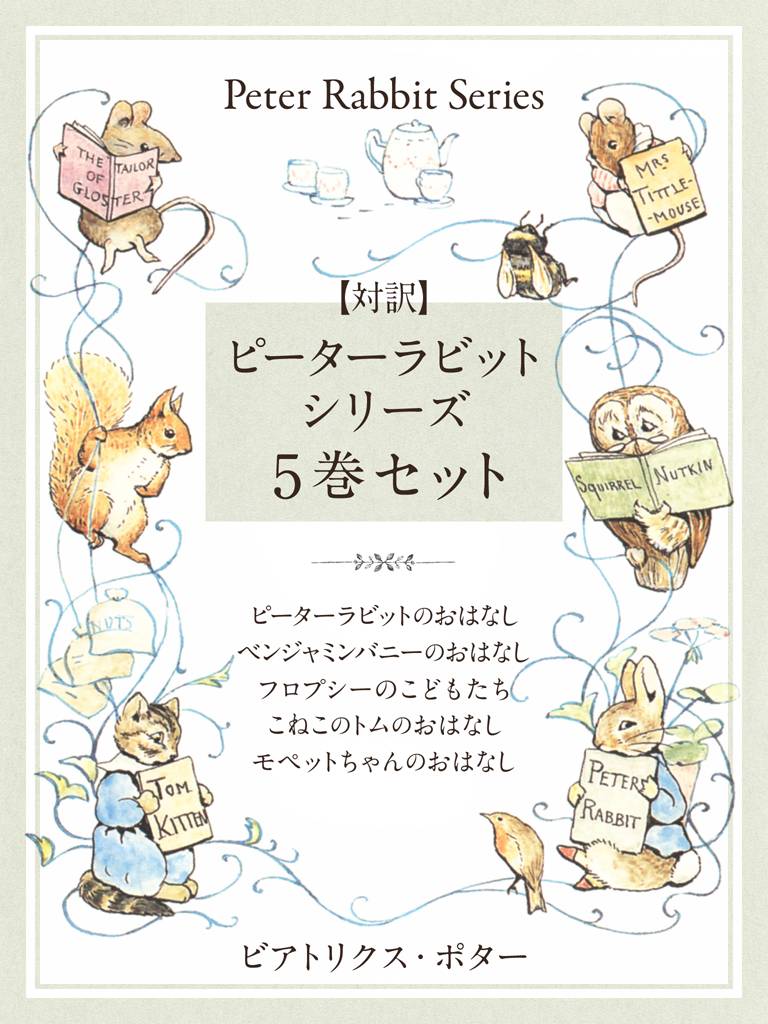 Peter Rabbit Series
THE TAILOR
OF
GLOSTER
MRS
TITTLE-
-MOUSE
【対訳】
ピーターラビット
シリーズ
5巻セット
SQUIRREL NUTKIN
NUTS
ピーターラビットのおはなし
ベンジャミンバニーのおはなし
フロプシーのこどもたち
こねこのトムのおはなし
モペットちゃんのおはなし
TOM
KITTEN
PETER
RABBIT
ビアトリクス・ポター